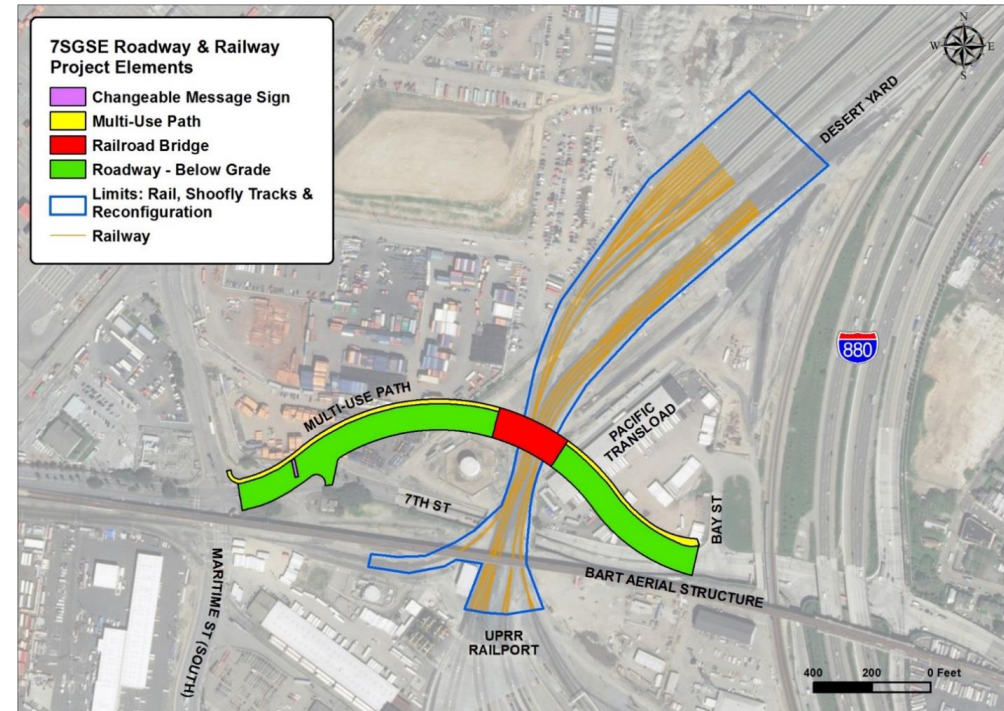 7SGSE Roadway & Railway
Project Elements
Changeable Message Sign
Multi-Use Path
Railroad Bridge
Roadway - Below Grade
Limits: Rail, Shoofly Tracks &
Reconfiguration
Railway
N
W E
S
DESERT YARD
880
MULTI-USE PATH
PACIFIC
TRANSLOAD
7TH ST
BAY ST
MARITIME ST (SOUTH)
BART AERIAL STRUCTURE
UPRR
RAILPORT
400 200 0 Feet